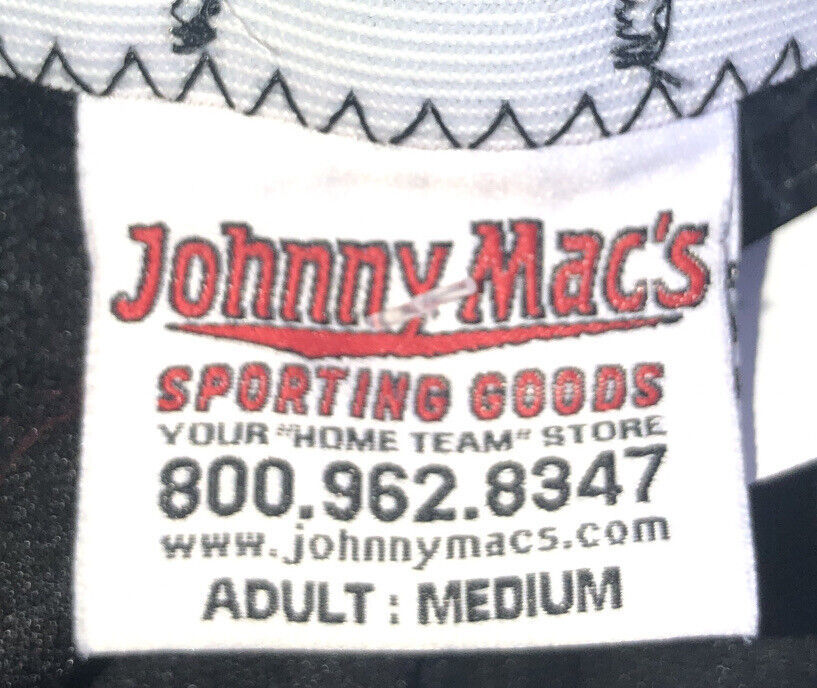 Johnny Mac's
SPORTING GOODS
YOUR "HOME TEAM" STORE
800.962.8347
www.johnnymacs.com
ADULT : MEDIUM